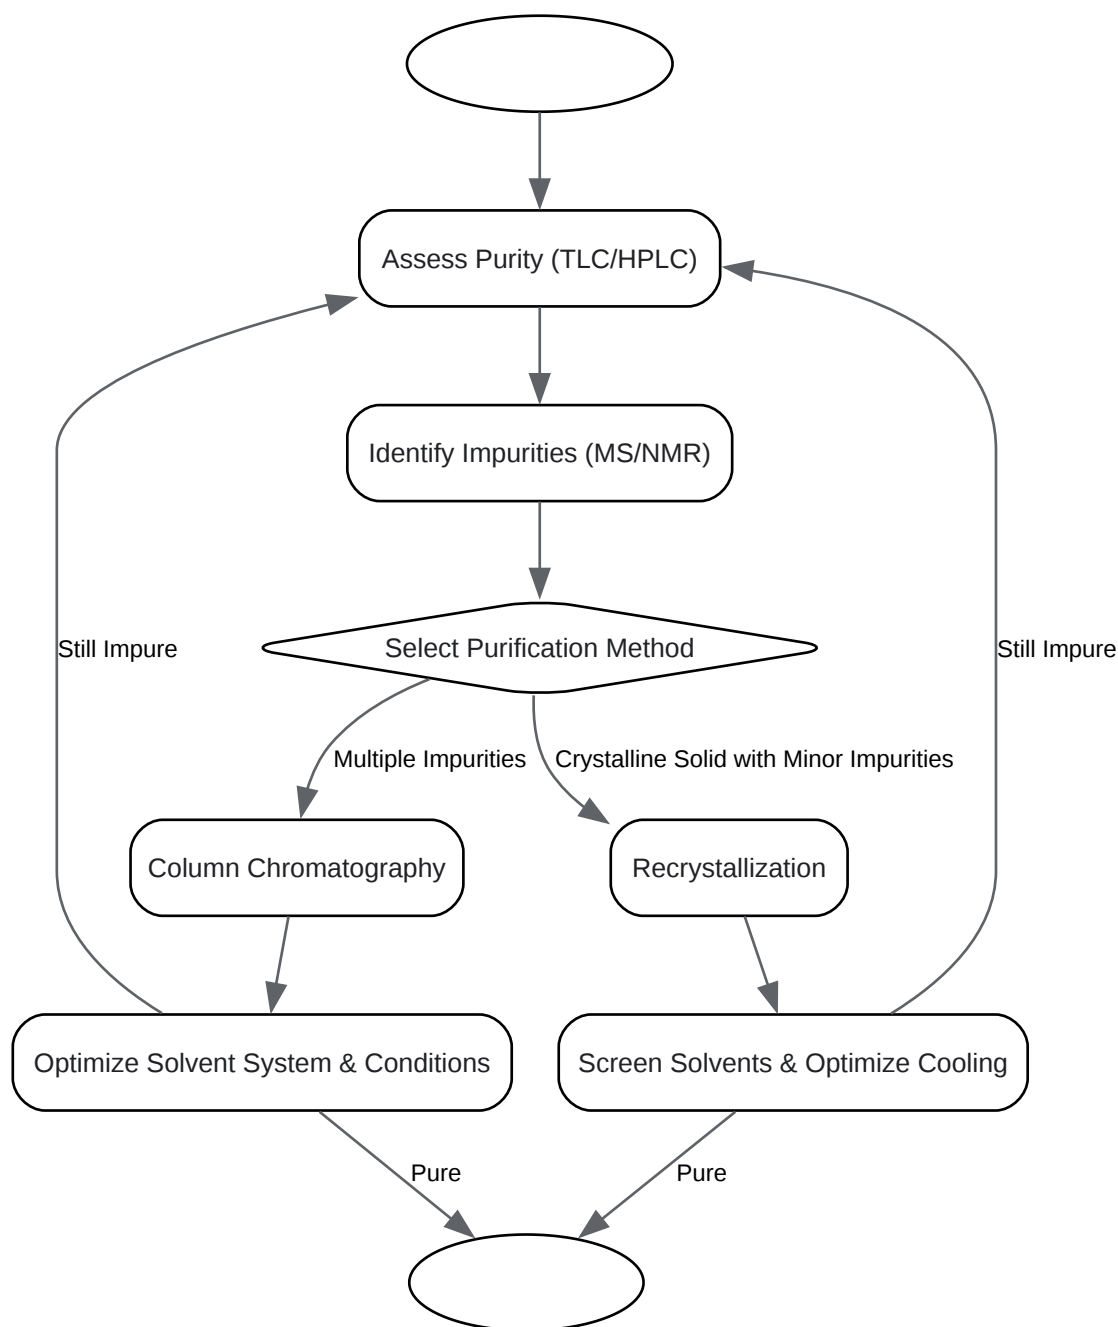 Assess Purity (TLC/HPLC)
Identify Impurities (MS/NMR)
Still Impure
Select Purification Method
Still Impure
Multiple Impurities
Crystalline Solid with Minor Impurities
Column Chromatography
Recrystallization
Optimize Solvent System & Conditions
Screen Solvents & Optimize Cooling
Pure
Pure